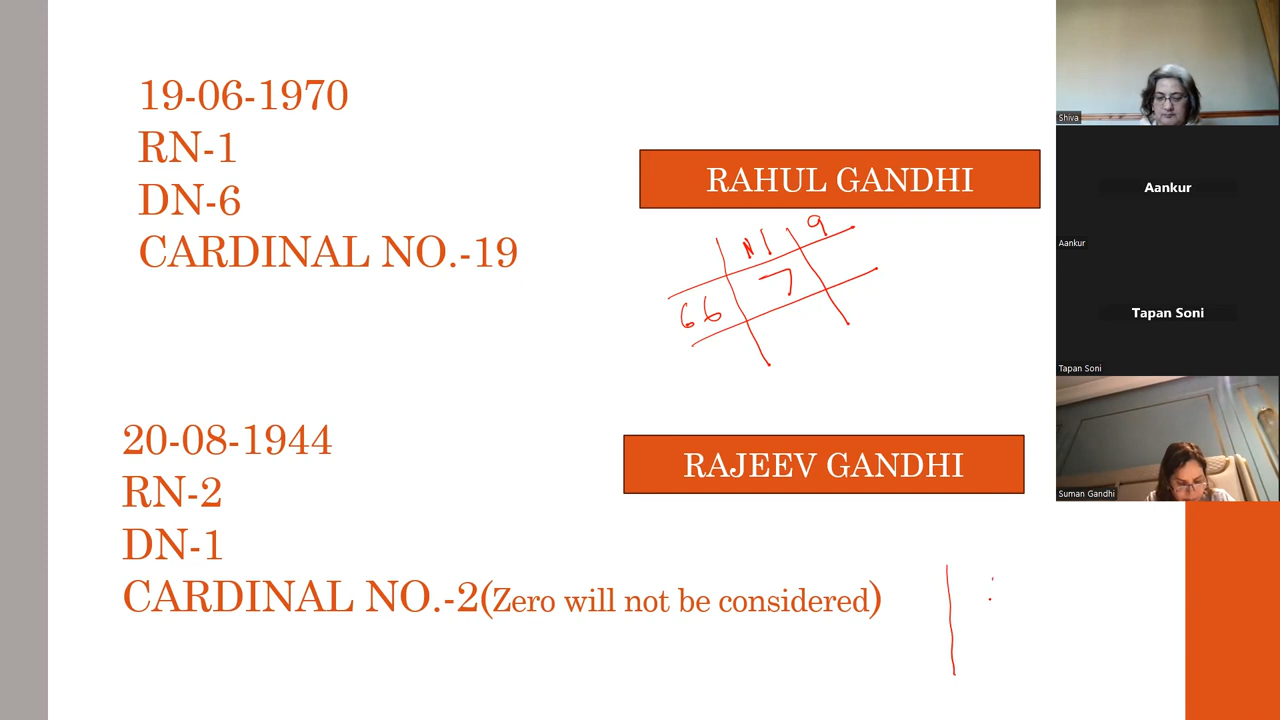 19-06-1970
RN-1
DN-6
CARDINAL NO.-19
RAHUL GANDHI
9
7
66
20-08-1944
RN-2
DN-1
CARDINAL NO.-2(Zero will not be considered)
RAJEEV GANDHI
Shiva
Aankur
Aankur
Tapan Soni
Tapan Soni
Suman Gandhi